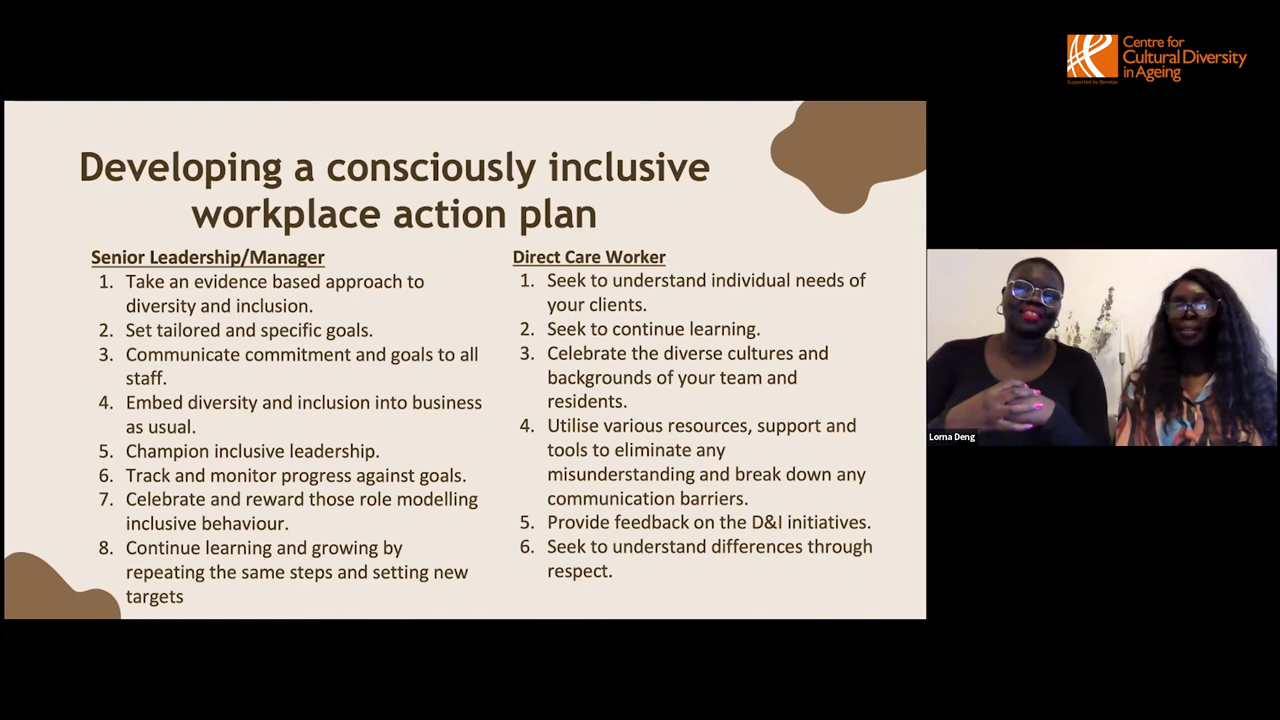 Centre for
Cultural Diversity
in Ageing
Supported by Benetas
Developing a consciously inclusive
workplace action plan
Senior Leadership/Manager
1. Take an evidence based approach to
diversity and inclusion.
2. Set tailored and specific goals.
3. Communicate commitment and goals to all
staff.
4. Embed diversity and inclusion into business
as usual.
5. Champion inclusive leadership.
6. Track and monitor progress against goals.
7. Celebrate and reward those role modelling
inclusive behaviour.
8. Continue learning and growing by
repeating the same steps and setting new
targets
Direct Care Worker
1. Seek to understand individual needs of
your clients.
2. Seek to continue learning.
3. Celebrate the diverse cultures and
backgrounds of your team and
residents.
4. Utilise various resources, support and
tools to eliminate any
misunderstanding and break down any
communication barriers.
5. Provide feedback on the D&I initiatives.
6. Seek to understand differences through
respect.
Lorna Deng